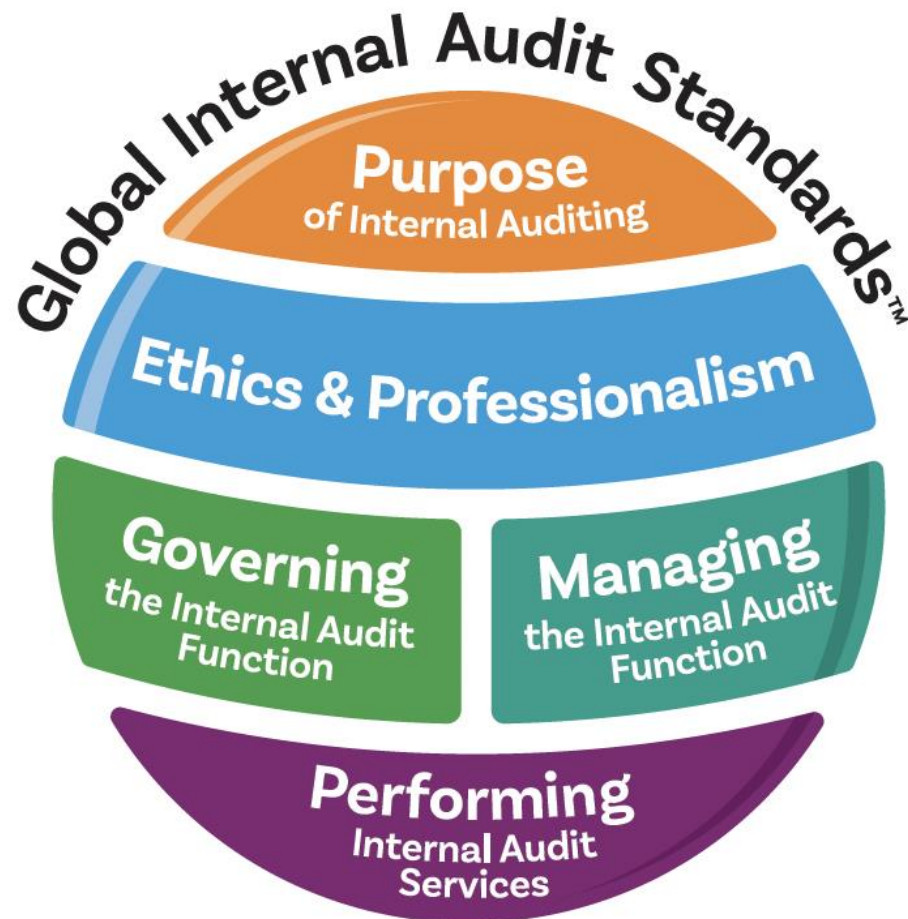 Global Internal Audit Standards™
Purpose
of Internal Auditing
Ethics & Professionalism
Governing
the Internal Audit
Function
Managing
the Internal Audit
Function
Performing
Internal Audit
Services